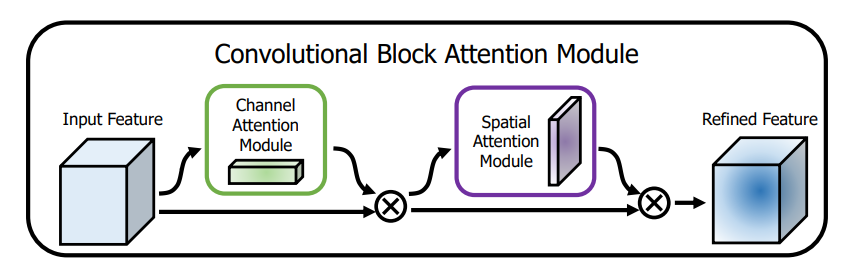 Convolutional Block Attention Module
Input Feature
Channel
Attention
Module
Spatial
Attention
Module
Refined Feature